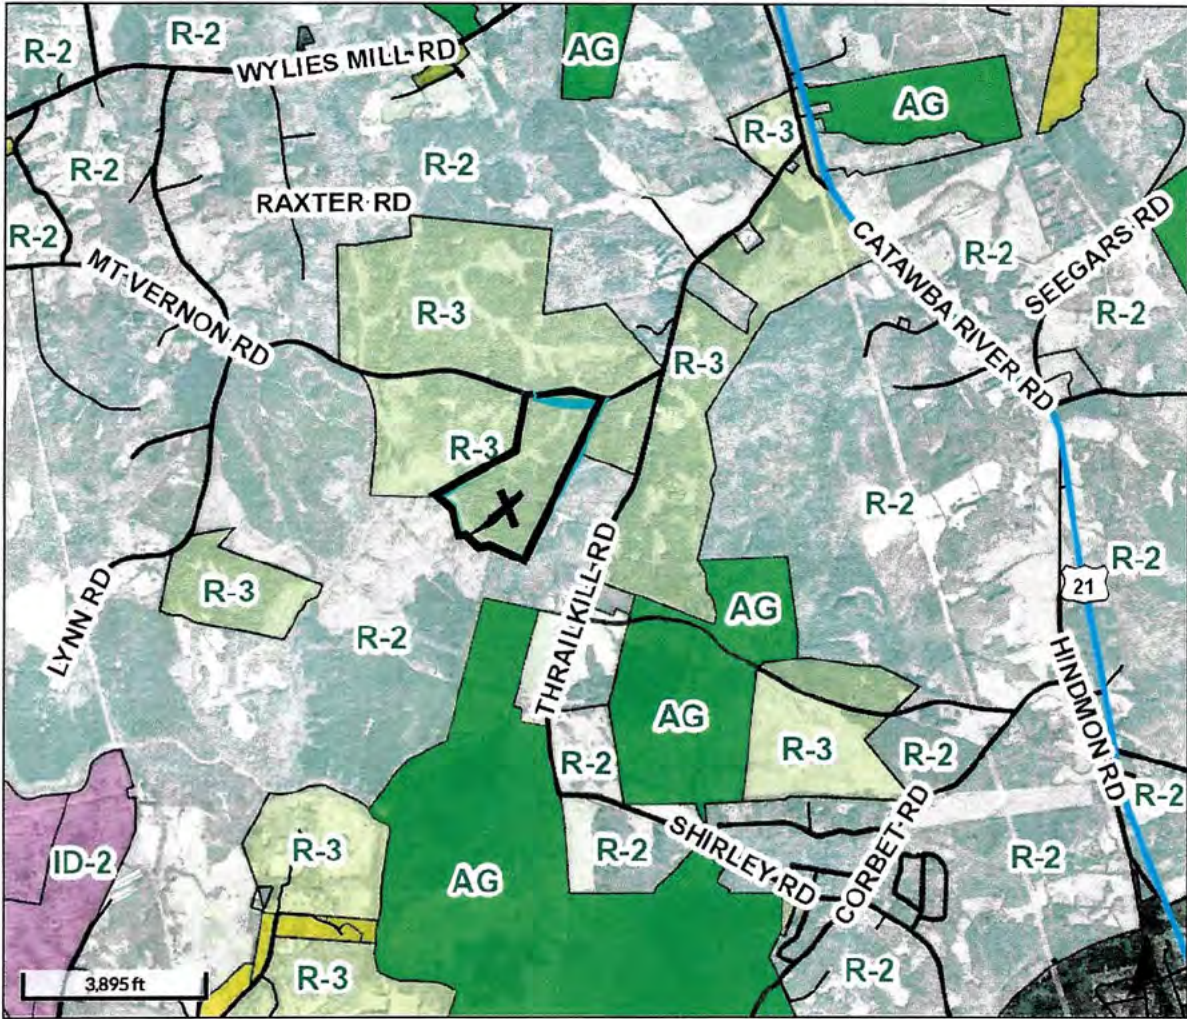 R-2
R-2
WYLIES MILL RD
AG
AG
R-3
R-2
R-2
RAXTER RD
R-2
MT VERNON RD
CATAWBA RIVER RD
R-2
SEEGARS RD
R-2
R-3
R-3
R-3
X
R-2
R-2
21
R-3
LYNN RD
R-2
THRAILKILL RD
AG
HINDMON RD
AG
R-2
R-3
R-2
R-2
ID-2
R-3
AG
R-2
SHIRLEY RD
CORBET RD
R-2
R-2
R-3
3,895 ft